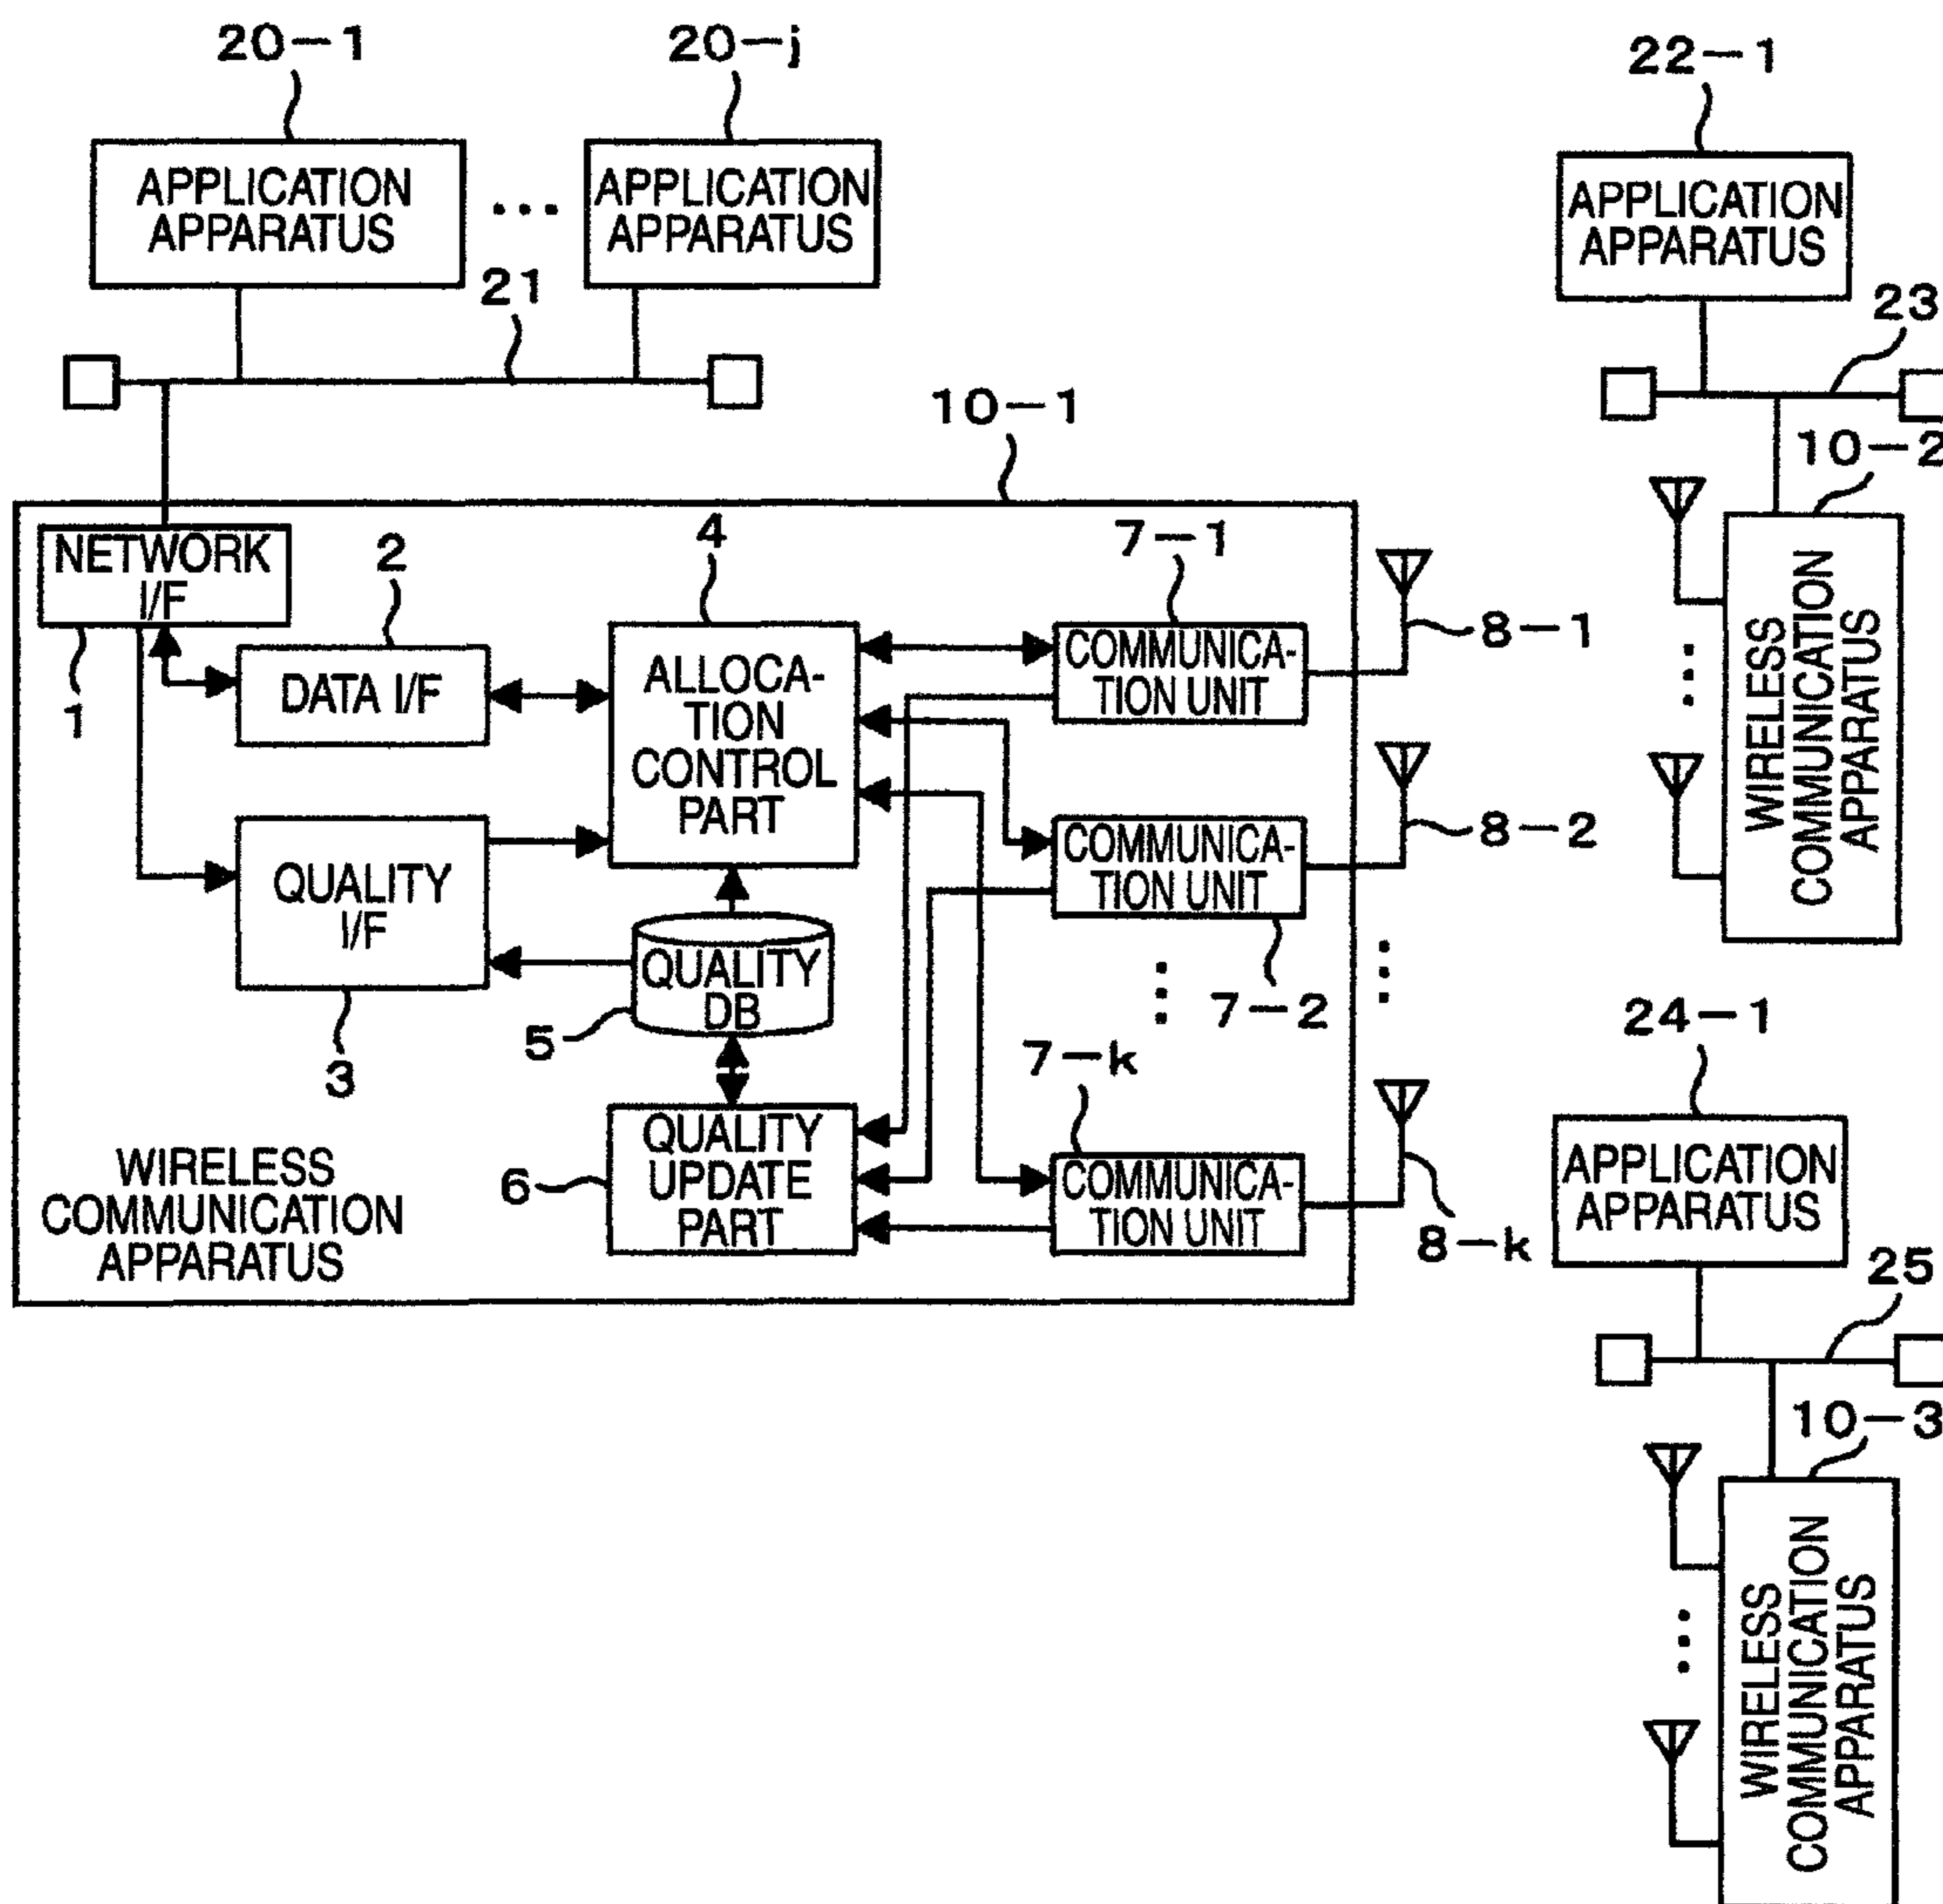 20-1
20-j
22-1
APPLICATION
APPARATUS
...
APPLICATION
APPARATUS
APPLICATION
APPARATUS
21
23
10-1
10-2
NETWORK
I/F
1
2
DATA I/F
4
ALLOCA-
TION
CONTROL
PART
7-1
COMMUNICA-
TION UNIT
8-1
QUALITY
I/F
3
COMMUNICA-
TION UNIT
7-2
8-2
QUALITY
DB
5
7-k
COMMUNICA-
TION UNIT
8-k
QUALITY
UPDATE
PART
6
WIRELESS
COMMUNICATION
APPARATUS
WIRELESS
COMMUNICATION
APPARATUS
24-1
APPLICATION
APPARATUS
25
10-3
WIRELESS
COMMUNICATION
APPARATUS